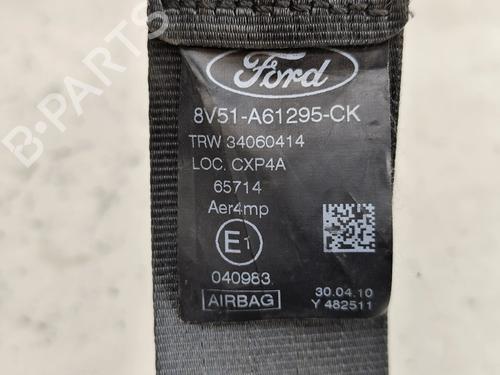 B-PARTS
Ford
8V51-A61295-CK
TRW 34060414
LOC. CXP4A
65714
Aer4mp
E1
040983
30.04.10
AIRBAG
Y 482511